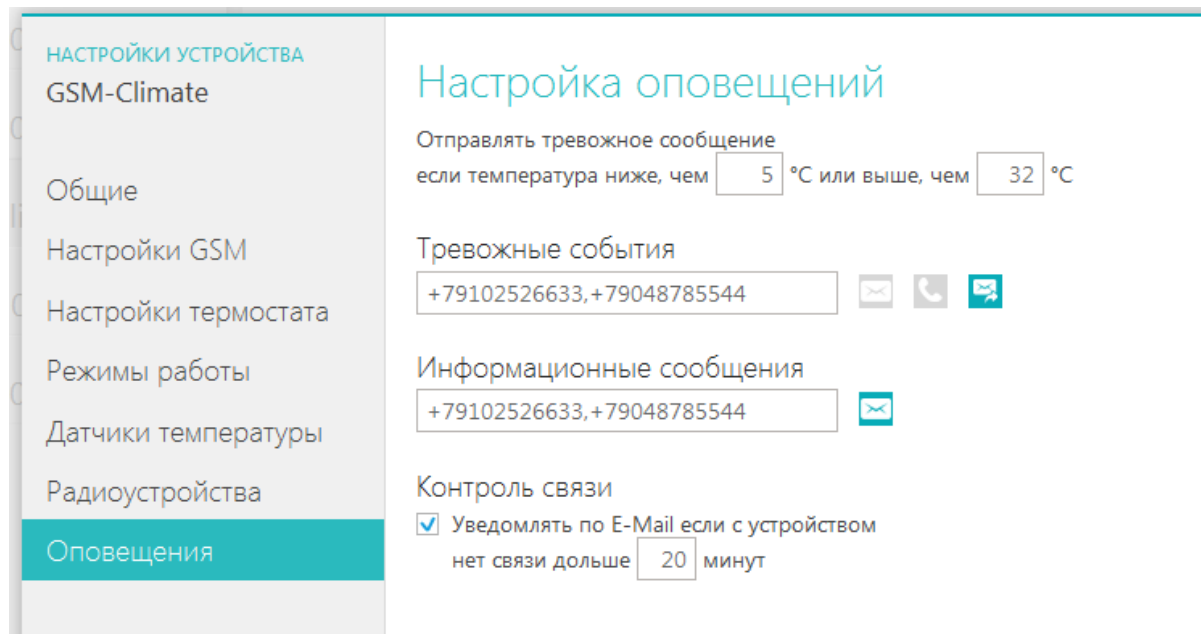 НАСТРОЙКИ УСТРОЙСТВА
GSM-Climate
Общие
Настройки GSM
Настройки термостата
Режимы работы
Датчики температуры
Радиоустройства
Оповещения
Настройка оповещений
Отправлять тревожное сообщение
если температура ниже, чем 5 °C или выше, чем 32 °C
Тревожные события
+79102526633,+79048785544
Информационные сообщения
+79102526633,+79048785544
Контроль связи
Уведомлять по E-Mail если с устройством
нет связи дольше 20 минут